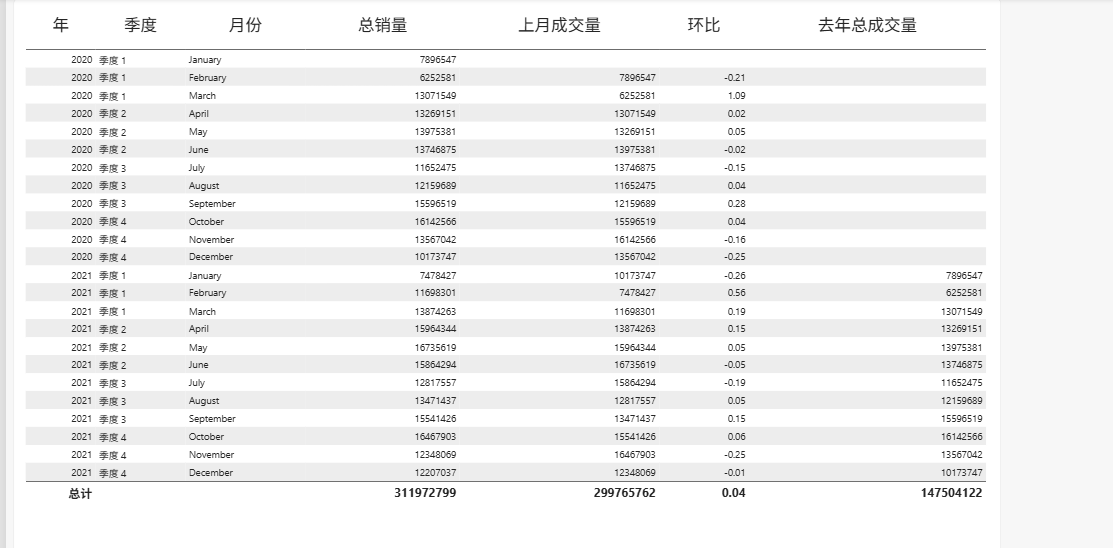 年 季度 月份 总销量 上月成交量 环比 去年总成交量
2020 季度 1 January 7896547
2020 季度 1 February 6252581 7896547 -0.21
2020 季度 1 March 13071549 6252581 1.09
2020 季度 2 April 13269151 13071549 0.02
2020 季度 2 May 13975381 13269151 0.05
2020 季度 2 June 13746875 13975381 -0.02
2020 季度 3 July 11652475 13746875 -0.15
2020 季度 3 August 12159689 11652475 0.04
2020 季度 3 September 15596519 12159689 0.28
2020 季度 4 October 16142566 15596519 0.04
2020 季度 4 November 13567042 16142566 -0.16
2020 季度 4 December 10173747 13567042 -0.25
2021 季度 1 January 7478427 10173747 -0.26 7896547
2021 季度 1 February 11698301 7478427 0.56 6252581
2021 季度 1 March 13874263 11698301 0.19 13071549
2021 季度 2 April 15964344 13874263 0.15 13269151
2021 季度 2 May 16735619 15964344 0.05 13975381
2021 季度 2 June 15864294 16735619 -0.05 13746875
2021 季度 3 July 12817557 15864294 -0.19 11652475
2021 季度 3 August 13471437 12817557 0.05 12159689
2021 季度 3 September 15541426 13471437 0.15 15596519
2021 季度 4 October 16467903 15541426 0.06 16142566
2021 季度 4 November 12348069 16467903 -0.25 13567042
2021 季度 4 December 12207037 12348069 -0.01 10173747
总计 311972799 299765762 0.04 147504122